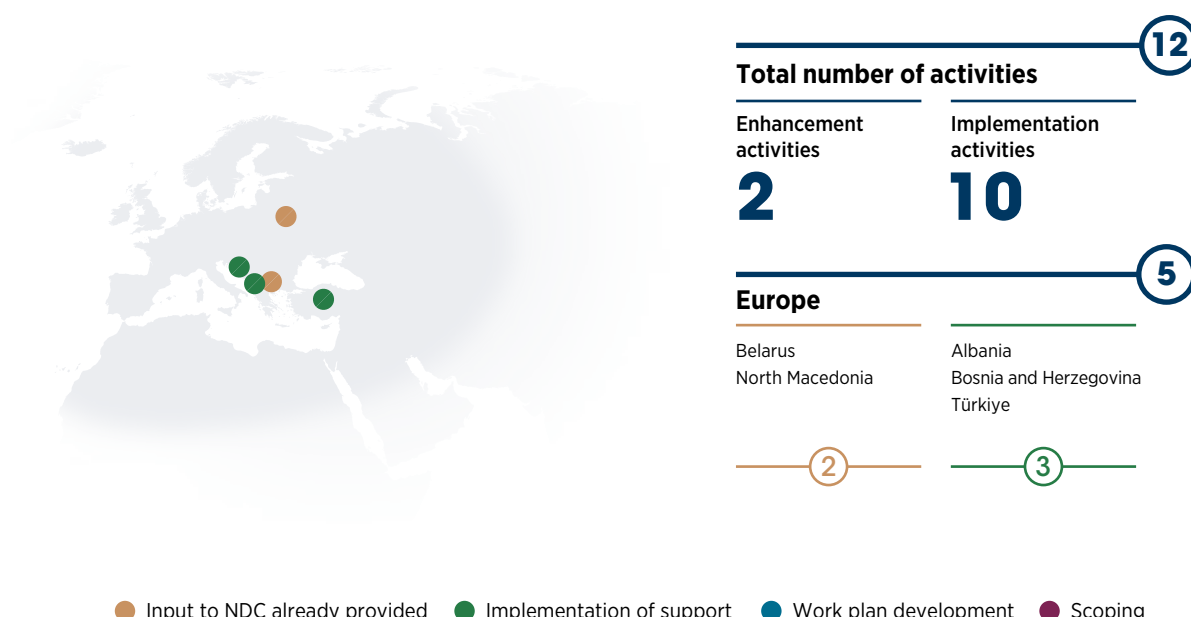 12
Total number of activities
Enhancement
activities
2
Implementation
activities
10
5
Europe
Belarus
North Macedonia
2
Albania
Bosnia and Herzegovina
Türkiye
3
Input to NDC already provided
Implementation of support
Work plan development
Scoping